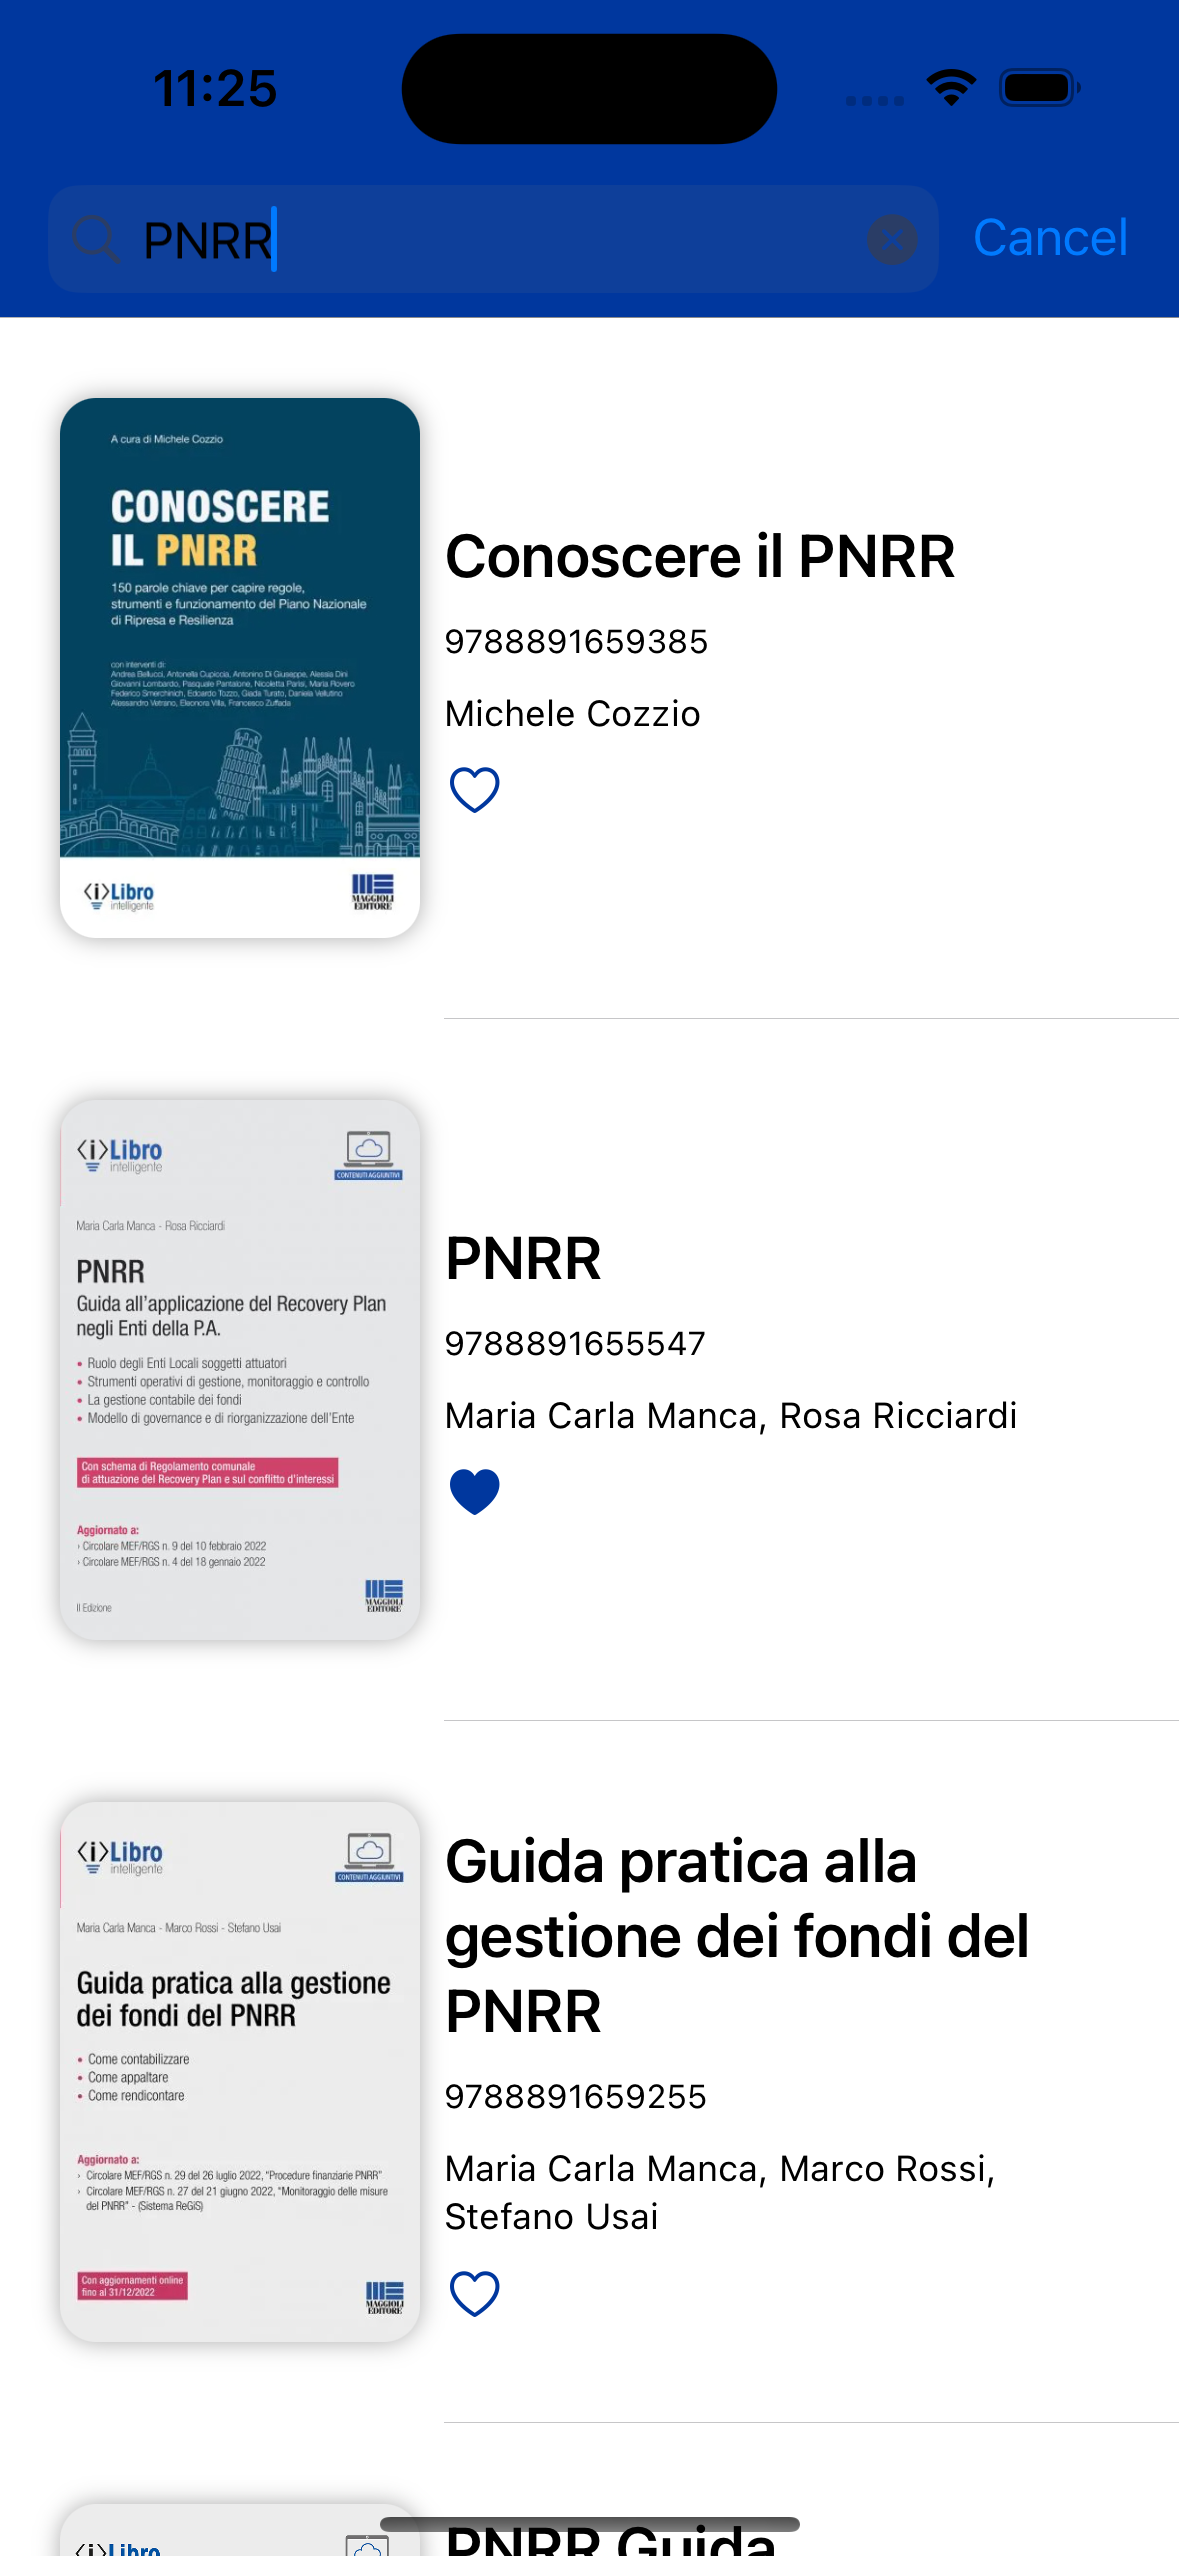 11:25
PNRR
Cancel
A cura di Michele Cozzio
CONOSCERE
IL PNRR
150 parole chiave per capire regole,
strumenti e funzionamento del Piano Nazionale
di Ripresa e Resilienza
con interventi di:
Andrea Bellucci, Antonella Cupiccia, Antonino Di Giuseppe, Alessia Dini
Giovanni Lombardo, Pasquale Pantalone, Nicoletta Parisi, Maria Rovero
Federico Smerchinich, Edoardo Tozzo, Giada Turato, Daniela Vellutino
Alessandro Vetrano, Eleonora Villa, Francesco Zuffada
<i>Libro
intelligente
MAGGIOLI
EDITORE
Conoscere il PNRR
9788891659385
Michele Cozzio
<i>Libro
intelligente
CONTENUTI AGGIUNTIVI
Maria Carla Manca - Rosa Ricciardi
PNRR
Guida all'applicazione del Recovery Plan
negli Enti della P.A.
• Ruolo degli Enti Locali soggetti attuatori
• Strumenti operativi di gestione, monitoraggio e controllo
• La gestione contabile dei fondi
• Modello di governance e di riorganizzazione dell'Ente
Con schema di Regolamento comunale
di attuazione del Recovery Plan e sul conflitto d'interessi
Aggiornato a:
› Circolare MEF/RGS n. 9 del 10 febbraio 2022
› Circolare MEF/RGS n. 4 del 18 gennaio 2022
II Edizione
MAGGIOLI
EDITORE
PNRR
9788891655547
Maria Carla Manca, Rosa Ricciardi
<i>Libro
intelligente
CONTENUTI AGGIUNTIVI
Maria Carla Manca - Marco Rossi - Stefano Usai
Guida pratica alla gestione
dei fondi del PNRR
• Come contabilizzare
• Come appaltare
• Come rendicontare
Aggiornato a:
› Circolare MEF/RGS n. 29 del 26 luglio 2022, "Procedure finanziarie PNRR"
› Circolare MEF/RGS n. 27 del 21 giugno 2022, "Monitoraggio delle misure
del PNRR" - (Sistema ReGiS)
Con aggiornamenti online
fino al 31/12/2022
MAGGIOLI
EDITORE
Guida pratica alla
gestione dei fondi del
PNRR
9788891659255
Maria Carla Manca, Marco Rossi,
Stefano Usai
<i>Libro
PNRR Guida